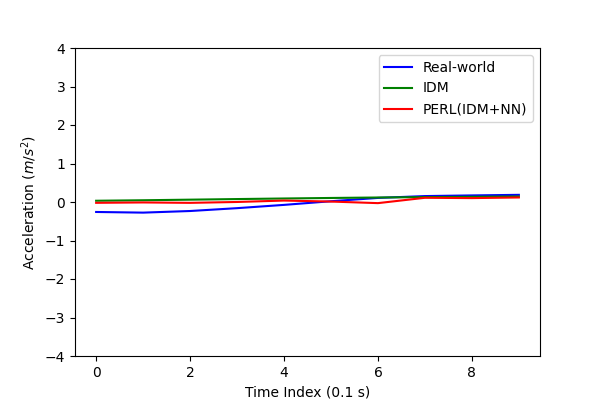 Real-world
IDM
PERL(IDM+NN)
4
3
2
1
0
−1
−2
−3
−4
Acceleration (m/s²)
0 2 4 6 8
Time Index (0.1 s)